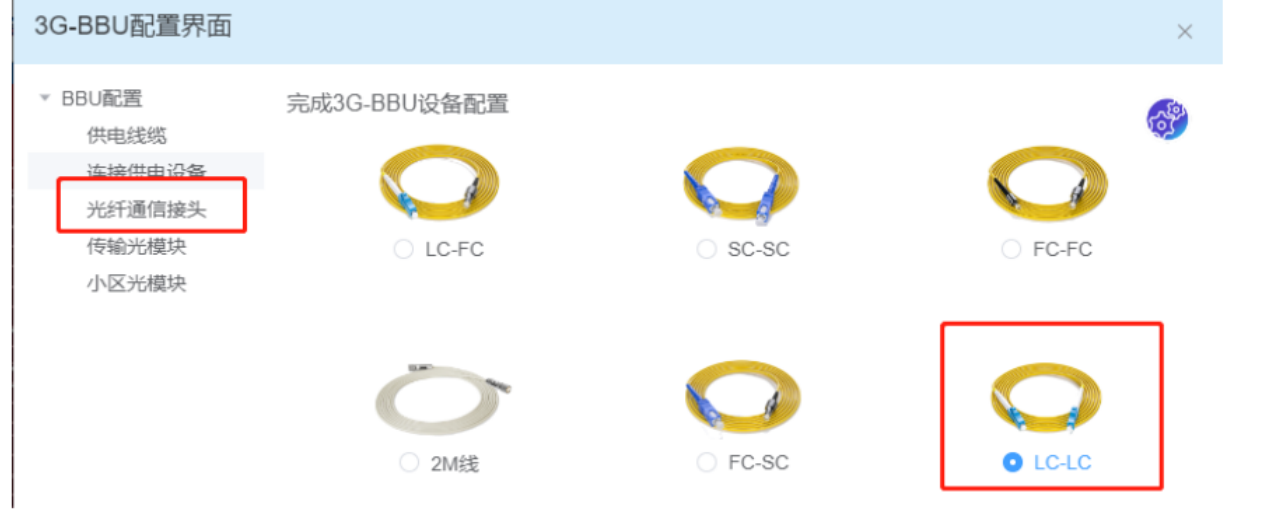 3G-BBU配置界面
BBU配置
完成3G-BBU设备配置
供电线缆
连接供电设备
光纤通信接头
传输光模块
小区光模块
LC-FC
SC-SC
FC-FC
2M线
FC-SC
LC-LC